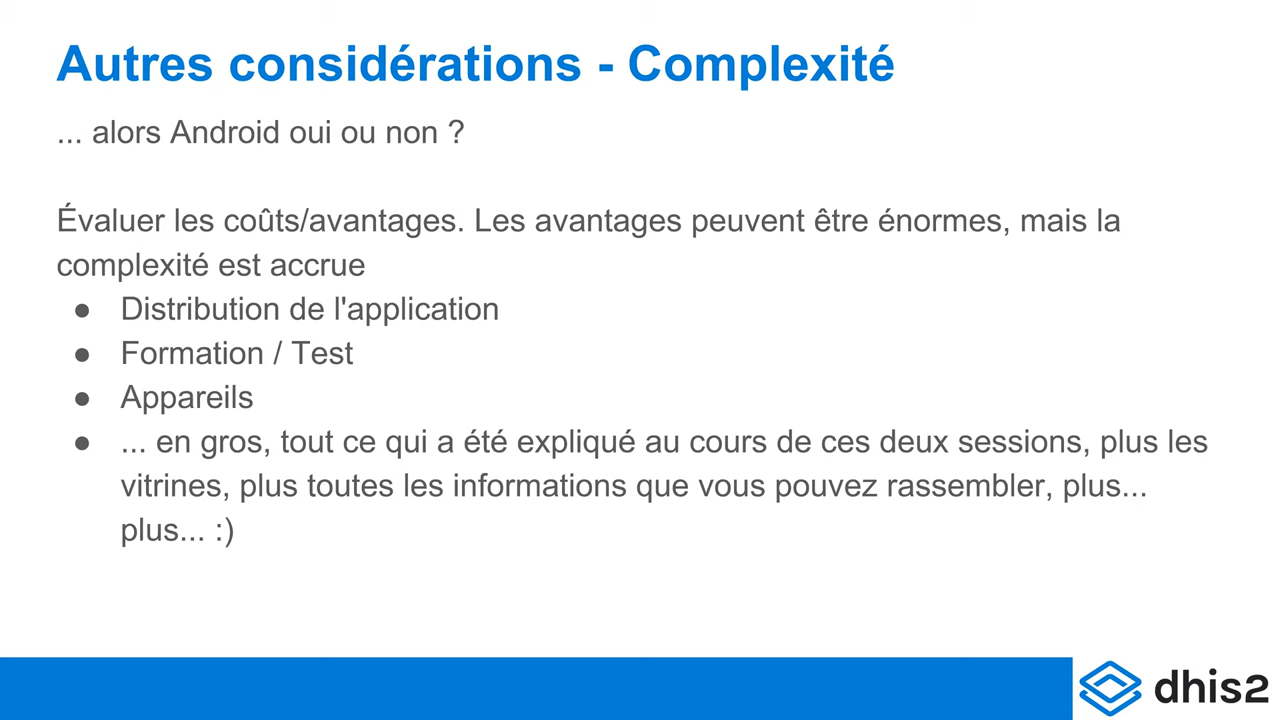 Autres considérations - Complexité
... alors Android oui ou non ?
Évaluer les coûts/avantages. Les avantages peuvent être énormes, mais la
complexité est accrue
● Distribution de l'application
● Formation / Test
● Appareils
● ... en gros, tout ce qui a été expliqué au cours de ces deux sessions, plus les
vitrines, plus toutes les informations que vous pouvez rassembler, plus...
plus... :)
dhis2